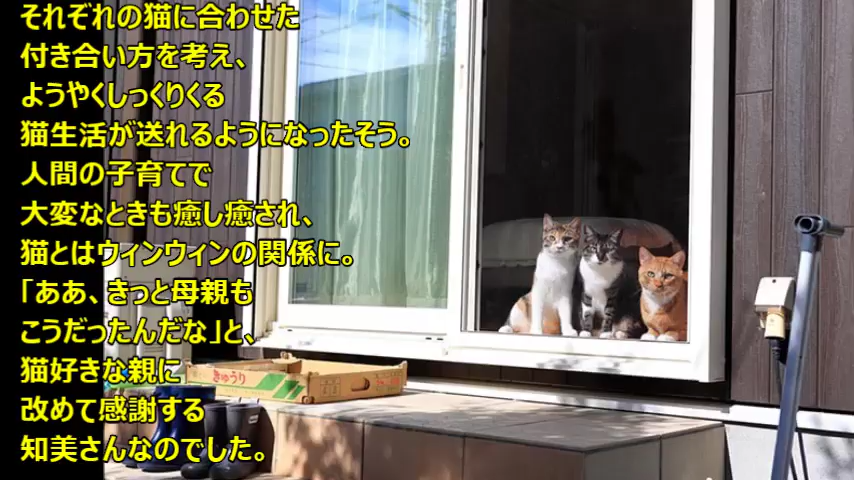 それぞれの猫に合わせた
付き合い方を考え、
ようやくしっくりくる
猫生活が送れるようになったそう。
人間の子育てで
大変なときも癒し癒され、
猫とはウィンウィンの関係に。
「ああ、きっと母親も
こうだったんだな」と、
猫好きな親に
改めて感謝する
知美さんなのでした。
きゅうり